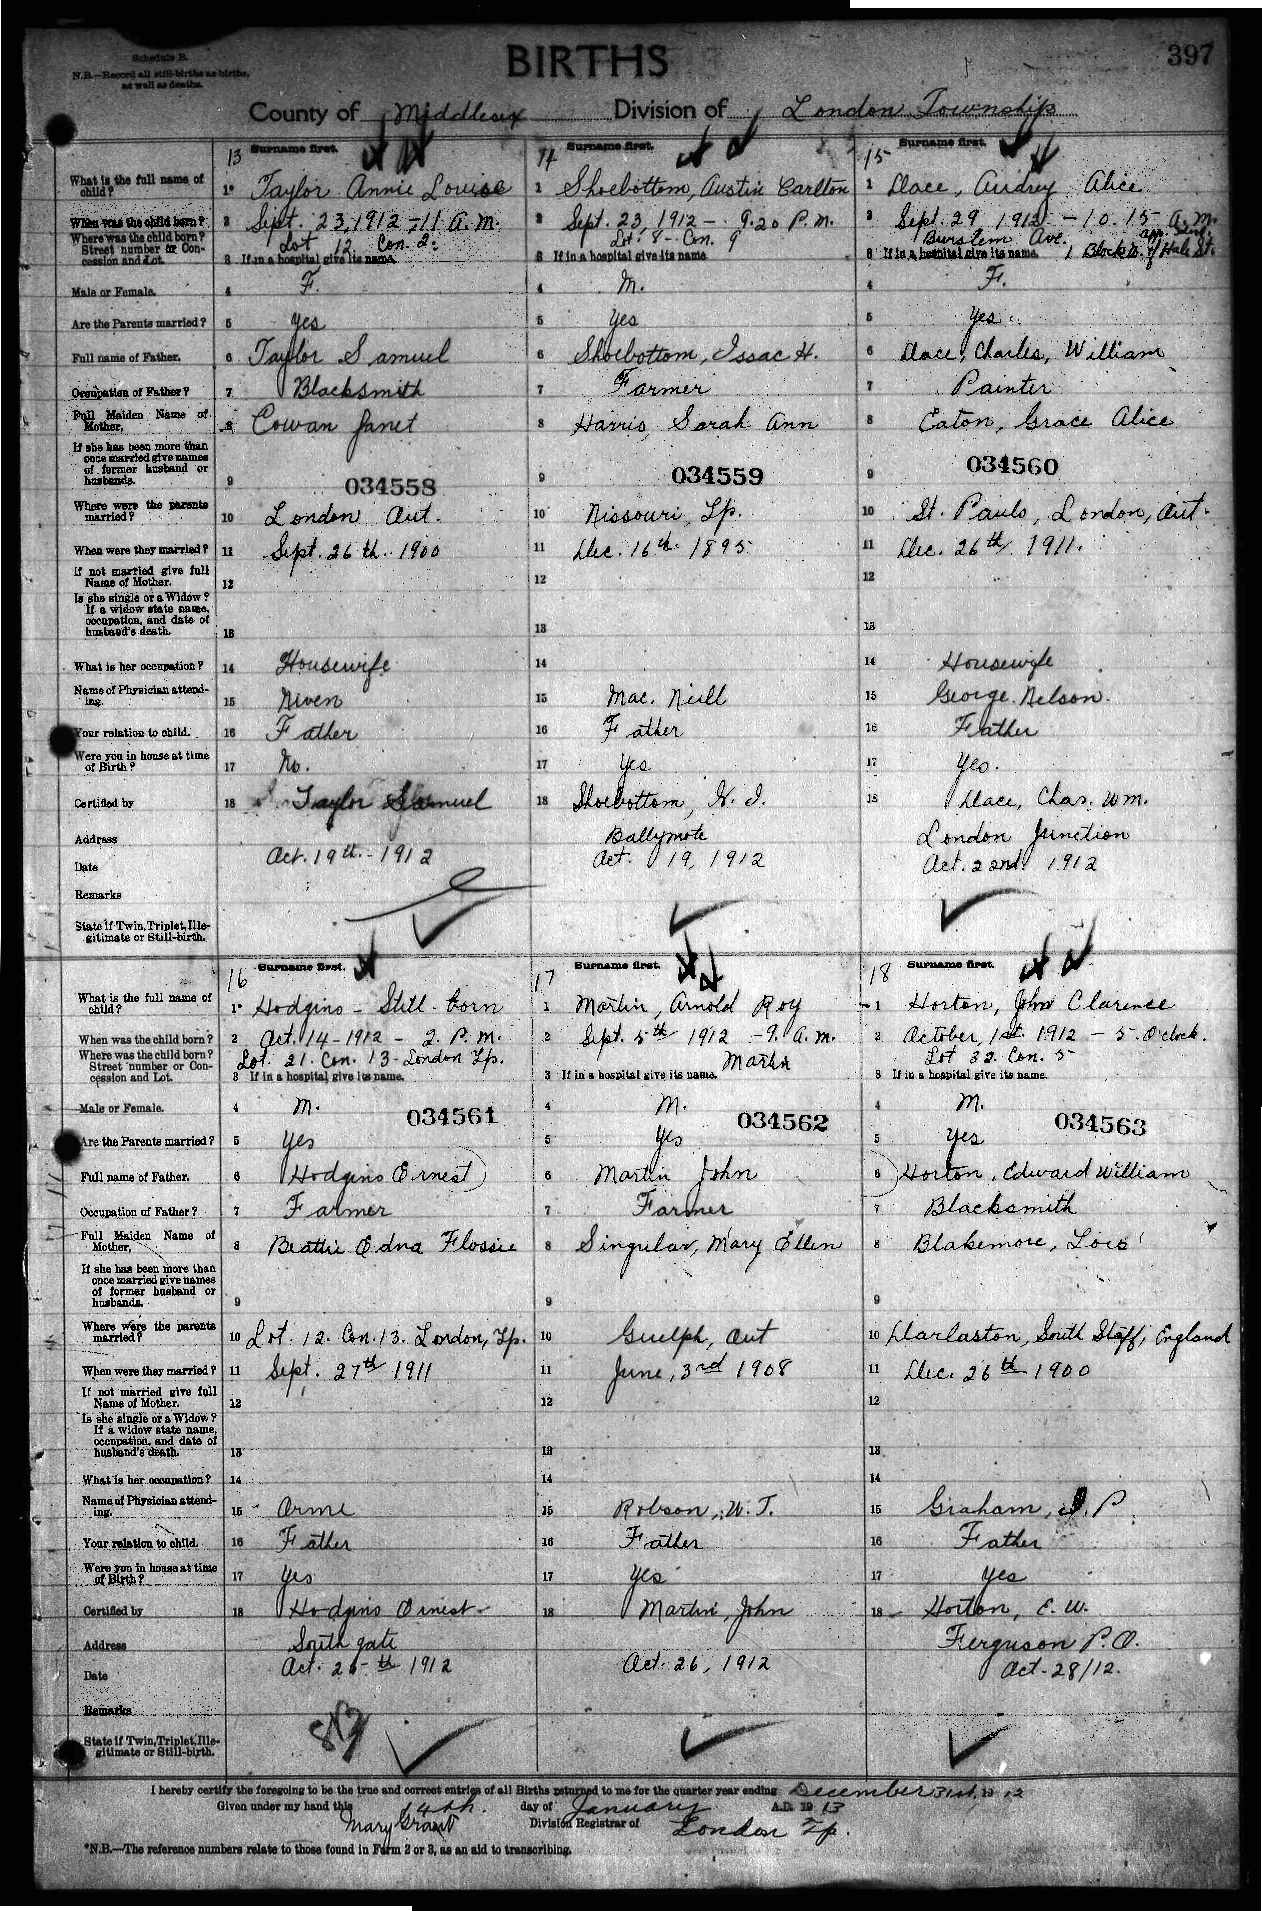 Schedule B.
N.B.—Record all still-births as births, as well as deaths.
BIRTHS
397
County of Middlesex Division of London Township
13 Surname first.
What is the full name of child? 1* Taylor Annie Louise
When was the child born? 2 Sept. 23, 1912 - 11 A.M.
Where was the child born? Street number or Concession and Lot. Lot 12 Con. 2.
3 If in a hospital give its name.
Male or Female. 4 F.
Are the Parents married? 5 Yes
Full name of Father. 6 Taylor Samuel
Occupation of Father? 7 Blacksmith
Full Maiden Name of Mother, 8 Cowan Janet
If she has been more than once married give names of former husband or husbands. 9
034558
Where were the parents married? 10 London Ont.
When were they married? 11 Sept. 26th. 1900
If not married give full Name of Mother. 12
Is she single or a Widow? If a widow state name, occupation, and date of husband's death. 13
What is her occupation? 14 Housewife
Name of Physician attending. 15 Niven
Your relation to child. 16 Father
Were you in house at time of Birth? 17 No.
Certified by 18 Taylor Samuel
Address
Date Oct. 19th - 1912
Remarks
State if Twin, Triplet, Illegitimate or Still-birth.
14 Surname first.
1 Shoebottom, Austin Carlton
2 Sept. 23, 1912 - 9.20 P.M.
Lot 8 - Con. 9
3 If in a hospital give its name
4 M.
5 Yes
6 Shoebottom, Issac H.
7 Farmer
8 Harris, Sarah Ann
9 034559
10 Nissouri, Tp.
11 Dec. 16th 1895
12
13
14
15 Mac. Neill
16 Father
17 Yes
18 Shoebottom, H. I.
Ballymote
Oct. 19, 1912
15 Surname first.
1 Dace, Audrey Alice
2 Sept. 29 1912 - 10.15 A.M.
Burslem Ave.
3 If in a hospital give its name. 1 Block of Hale St.
4 F.
5 Yes
6 Dace, Charles, William
7 Painter
8 Eaton, Grace Alice
9 034560
10 St. Pauls, London, Ont.
11 Dec. 26th 1911.
12
13
14 Housewife
15 George Nelson.
16 Father
17 Yes.
18 Dace, Chas. Wm.
London Junction
Oct. 22nd 1912
16 Surname first.
What is the full name of child? 1* Hodgins - Still-born
When was the child born? 2 Oct. 14 - 1912 - 2. P.M.
Where was the child born? Street number or Concession and Lot. Lot. 21. Con. 13 - London Tp.
3 If in a hospital give its name.
Male or Female. 4 M.
034561
Are the Parents married? 5 Yes
Full name of Father. 6 Hodgins Ernest
Occupation of Father? 7 Farmer
Full Maiden Name of Mother, 8 Beattie Edna Flossie
If she has been more than once married give names of former husband or husbands. 9
Where were the parents married? 10 Lot. 12. Con. 13. London, Tp.
When were they married? 11 Sept. 27th 1911
If not married give full Name of Mother. 12
Is she single or a Widow? If a widow state name, occupation, and date of husband's death. 13
What is her occupation? 14
Name of Physician attending. 15 Orme
Your relation to child. 16 Father
Were you in house at time of Birth? 17 Yes
Certified by 18 Hodgins Ernest
Address Southgate
Date 1912
Remarks
State if Twin, Triplet, Illegitimate or Still-birth.
17 Surname first.
1 Martin, Arnold Roy
2 Sept. 5th 1912 - 9. A.M.
3 If in a hospital give its name. Martin
4 M.
034562
5 Yes
6 Martin John
7 Farmer
8 Singular, Mary Ellen
9
10 Guelph, Ont
11 June, 3rd 1908
12
13
14
15 Robson, W. T.
16 Father
17 Yes
18 Martin, John
Oct. 26, 1912
18 Surname first.
1 Horton, John Clarence
2 October, 1st 1912 - 5. O'clock.
Lot 32. Con. 5
3 If in a hospital give its name.
4 M.
034563
5 Yes
6 Horton, Edward William
7 Blacksmith
8 Blakemore, Lois
9
10 Darlaston, South Staff, England
11 Dec. 26th 1900
12
13
14
15 Graham, P
16 Father
17 Yes
18 Horton, E. W.
Ferguson P.O.
Oct-28/12.
I hereby certify the foregoing to be the true and correct entries of all Births returned to me for the quarter year ending December 31st, 1912
Given under my hand this 14th. day of January A.D. 1913
Mary Grant Division Registrar of London Tp.
*N.B.—The reference numbers relate to those found in Form 2 or 3, as an aid to transcribing.